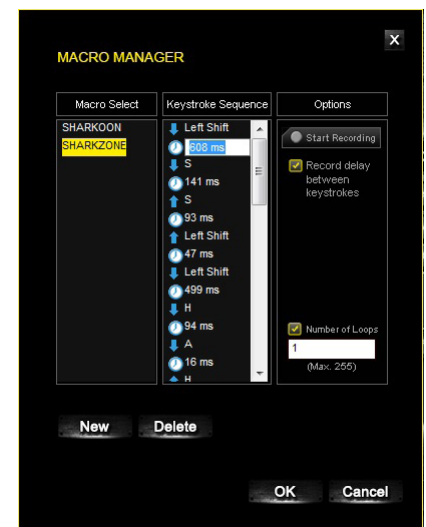 X
MACRO MANAGER
Macro Select
Keystroke Sequence
Options
SHARKOON
SHARKZONE
Left Shift
608 ms
S
141 ms
S
93 ms
Left Shift
47 ms
Left Shift
499 ms
H
94 ms
A
16 ms
H
Start Recording
Record delay
between
keystrokes
Number of Loops
1
(Max. 255)
New
Delete
OK
Cancel